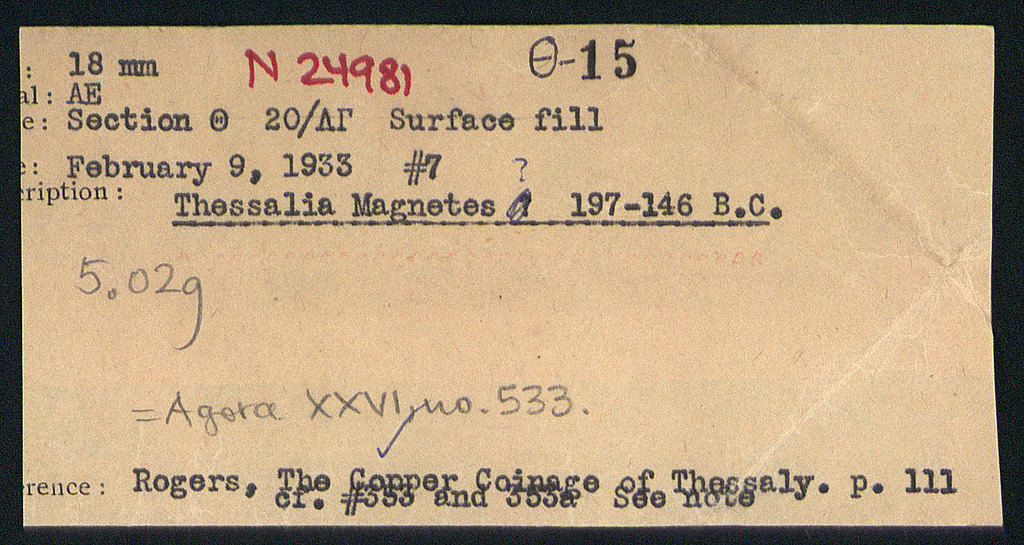 : 18 mm N 24981 Θ-15
al: AE
e: Section Θ 20/ΛΓ Surface fill
: February 9, 1933 #7 ?
ription: Thessalia Magnetes 197-146 B.C.
5.02g
= Agora XXVI, no. 533.
rence: Rogers, The Copper Coinage of Thessaly. p. 111
cf. #353 and 353a See note